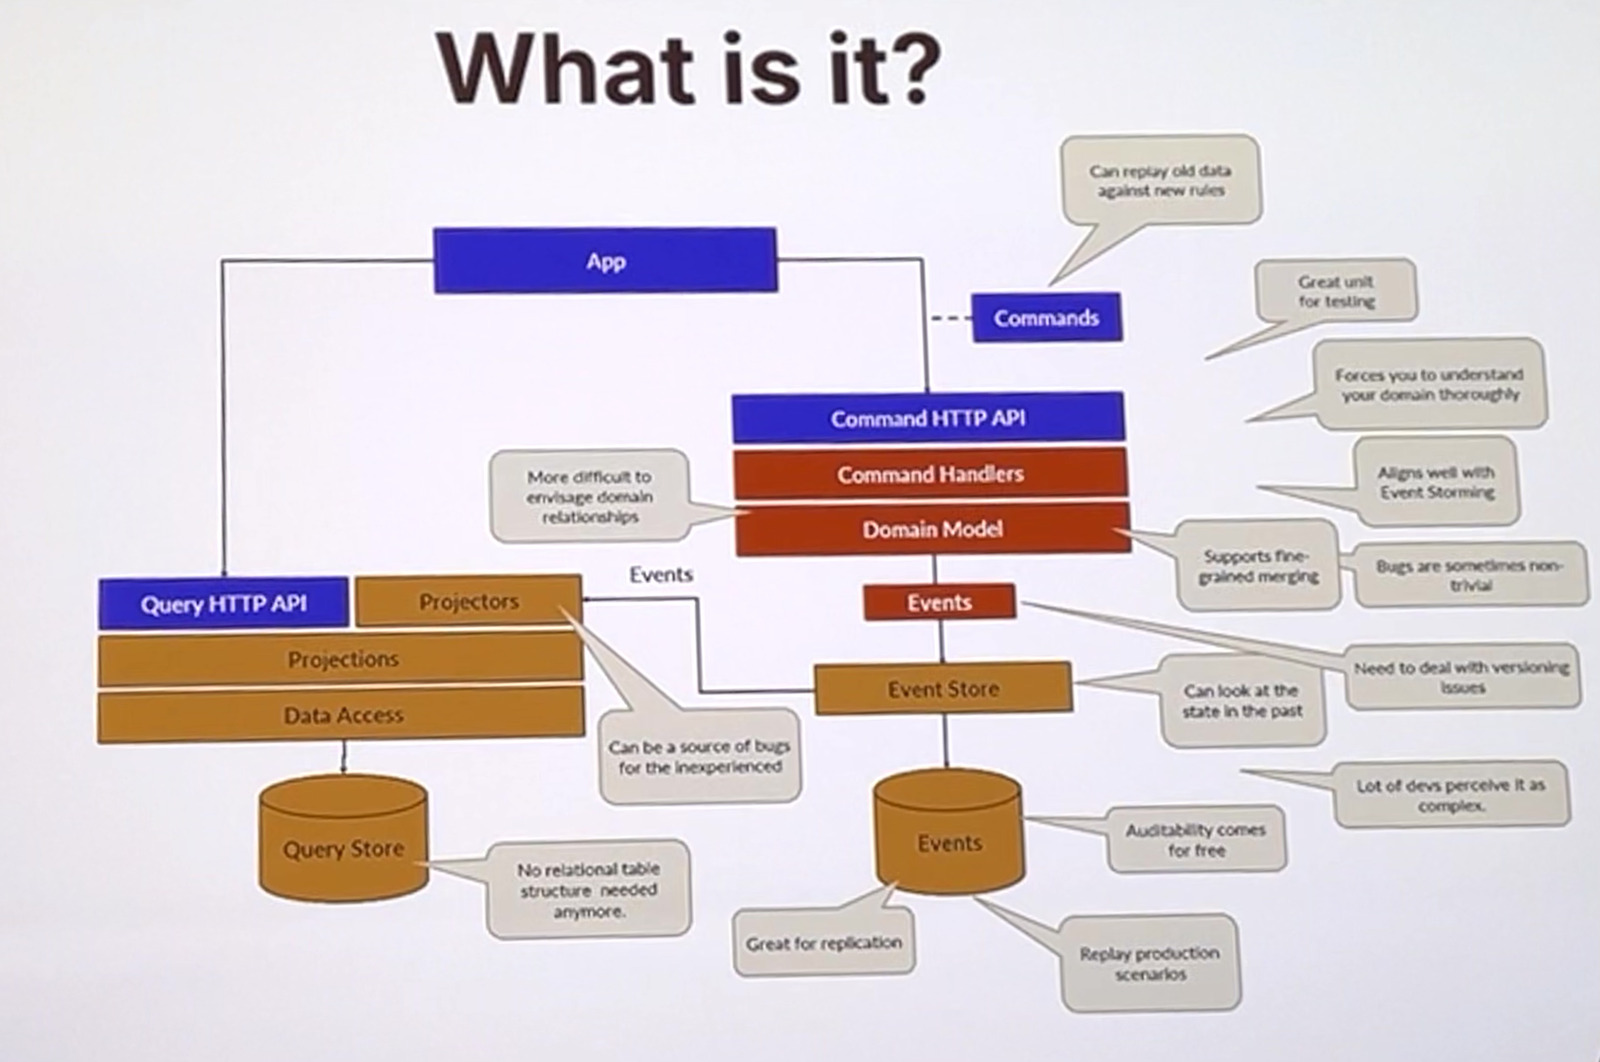 What is it?
Can replay old data
against new rules
App
Great unit
for testing
Commands
Forces you to understand
your domain thoroughly
Command HTTP API
More difficult to
envisage domain
relationships
Command Handlers
Aligns well with
Event Storming
Domain Model
Supports fine-
grained merging
Bugs are sometimes non-
trivial
Events
Query HTTP API
Projectors
Events
Projections
Need to deal with versioning
issues
Data Access
Event Store
Can look at the
state in the past
Can be a source of bugs
for the inexperienced
Lot of devs perceive it as
complex.
Query Store
Events
Auditability comes
for free
No relational table
structure needed
anymore.
Great for replication
Replay production
scenarios